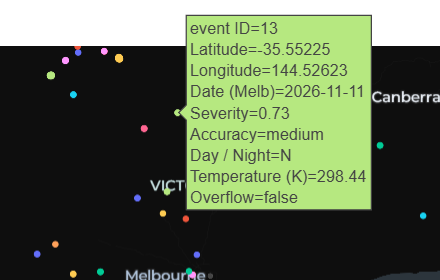 event ID=13
Latitude=-35.55225
Longitude=144.52623
Date (Melb)=2026-11-11
Severity=0.73
Accuracy=medium
Day / Night=N
Temperature (K)=298.44
Overflow=false
Canberra
VICT
Melbourne